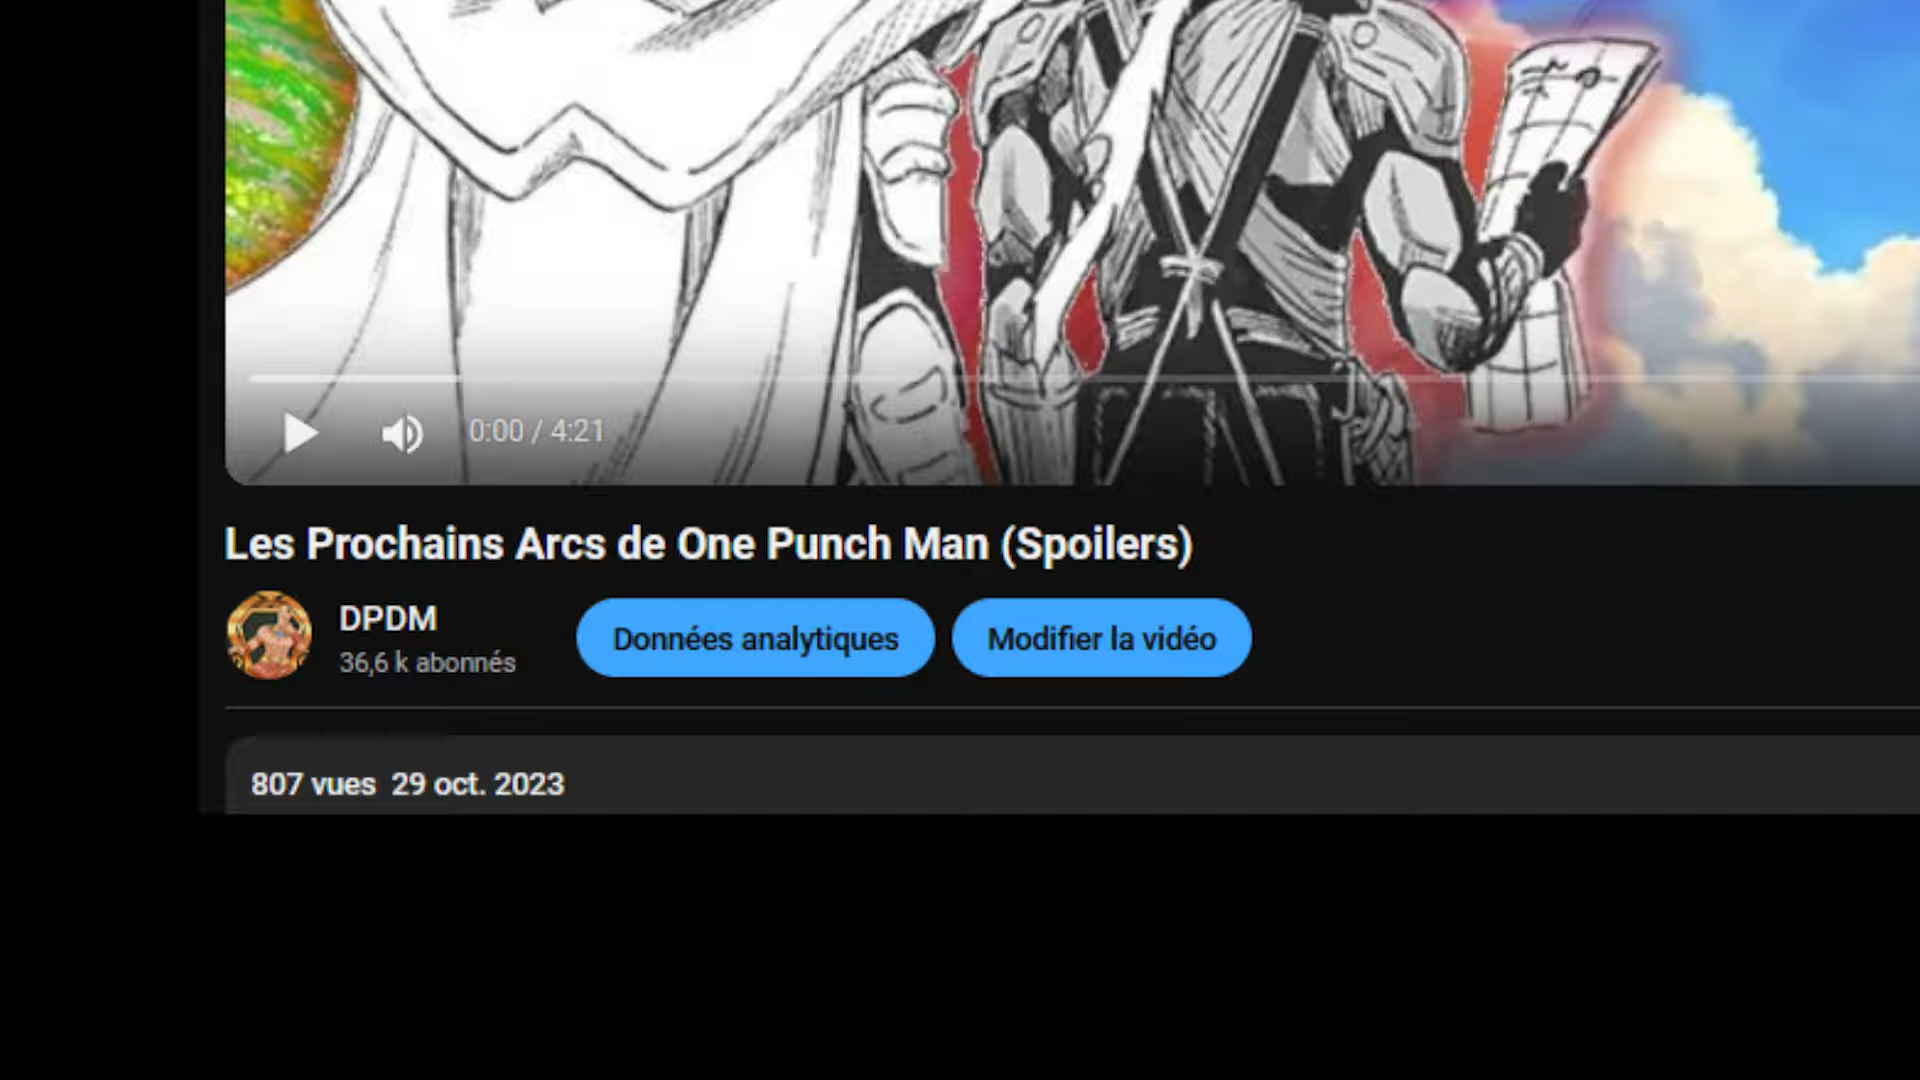 0:00 / 4:21
Les Prochains Arcs de One Punch Man (Spoilers)
DPDM
36,6 k abonnés
Données analytiques
Modifier la vidéo
807 vues 29 oct. 2023